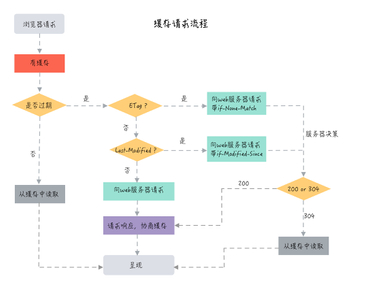 缓存请求流程
浏览器请求
有缓存
是否过期
是
ETag ?
是
向web服务器请求
带if-None-Match
否
否
服务器决策
Last-Modified ?
是
向web服务器请求
带if-Modified-Since
从缓存中读取
向web服务器请求
200
200 or 304
请求响应，协商缓存
304
从缓存中读取
呈现